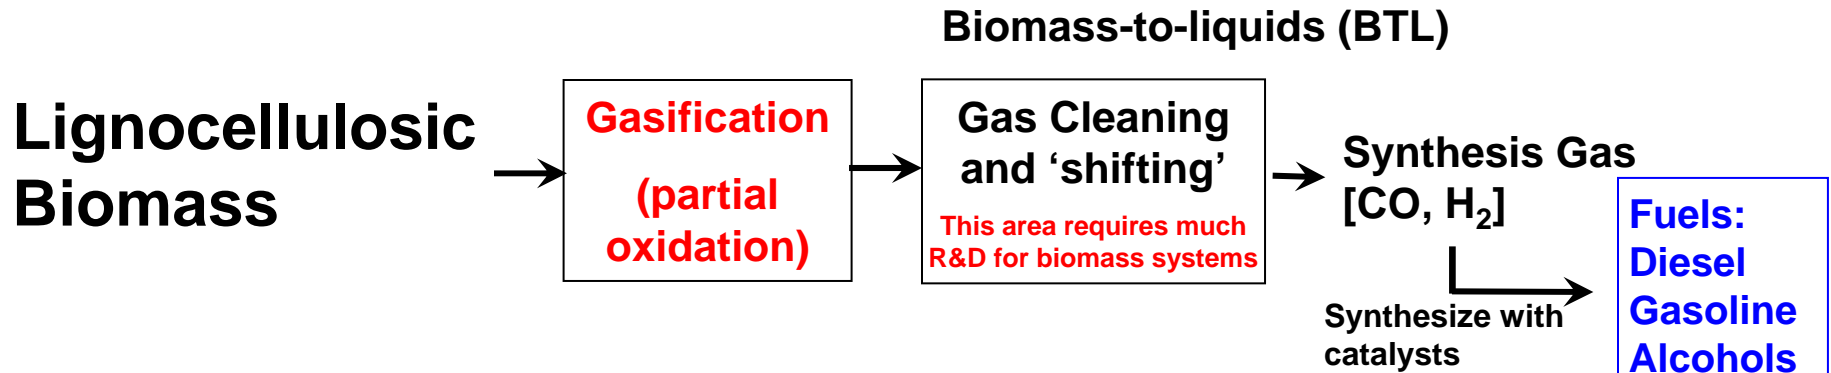 Biomass-to-liquids (BTL)
Lignocellulosic
Biomass
Gasification
(partial
oxidation)
Gas Cleaning
and ‘shifting’
This area requires much
R&D for biomass systems
Synthesis Gas
[CO, H₂]
Synthesize with
catalysts
Fuels:
Diesel
Gasoline
Alcohols